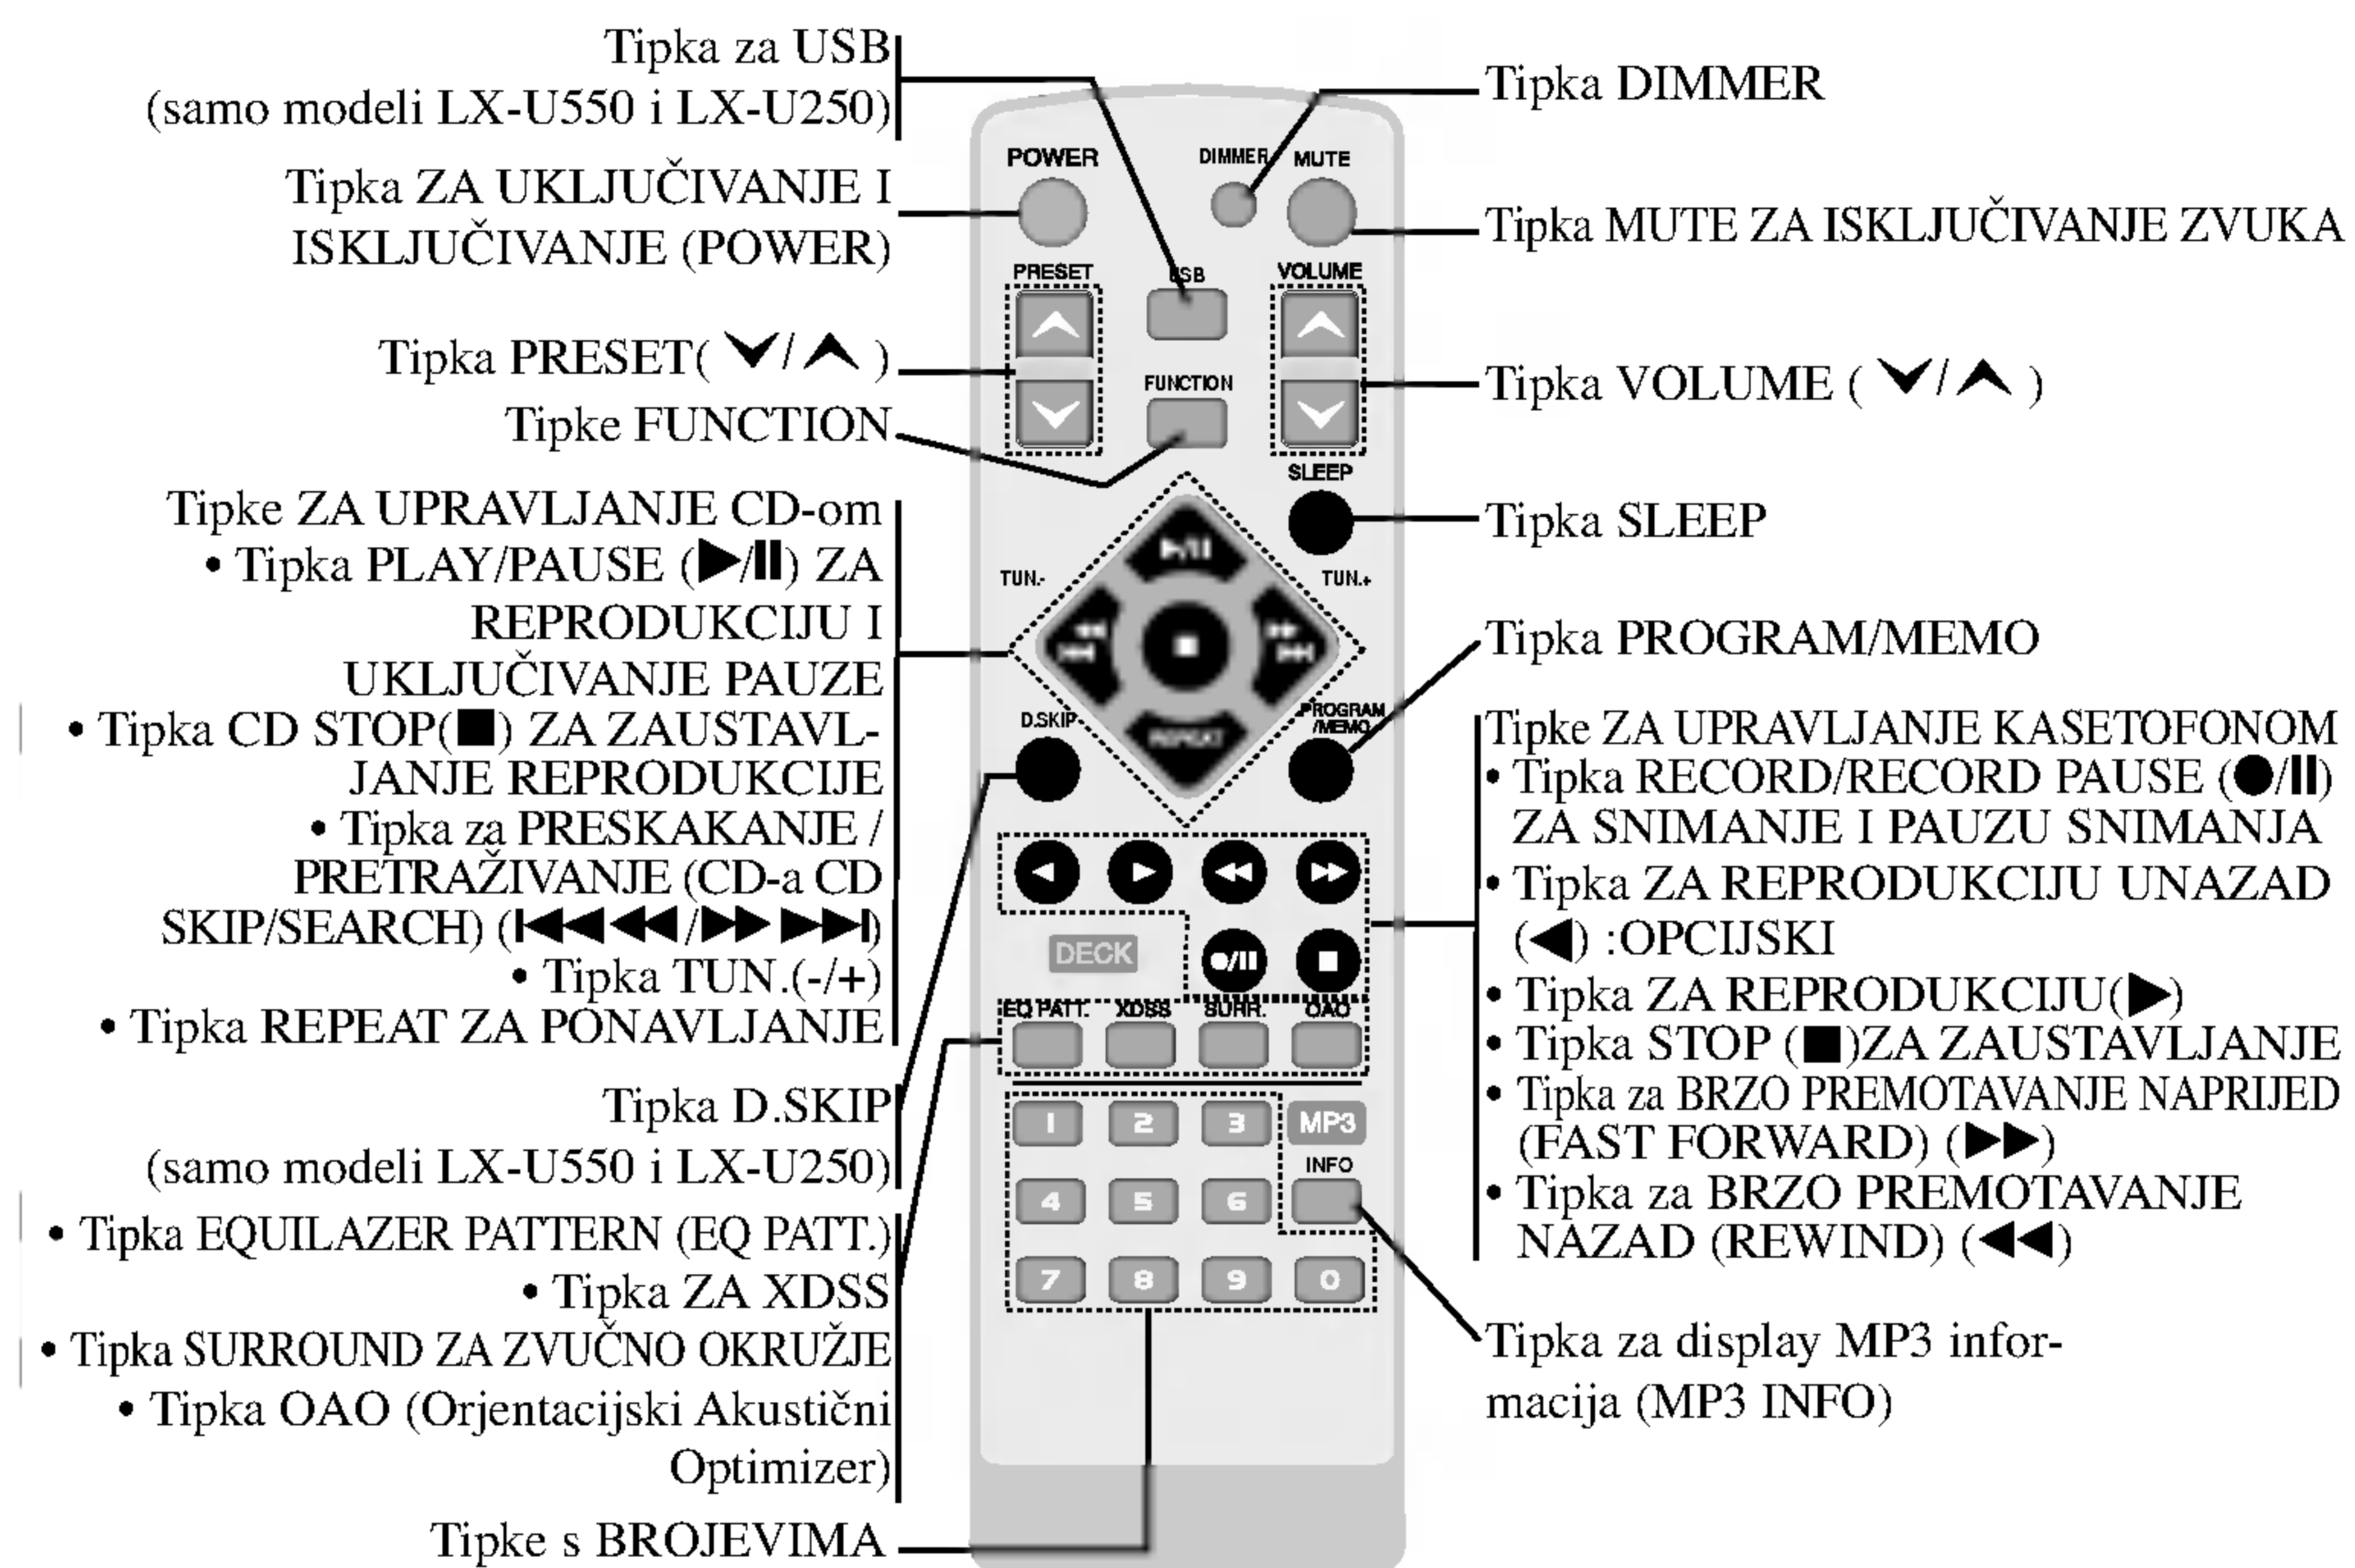 Tipka za USB
(samo modeli LX-U550 i LX-U250)
Tipka ZA UKLJUČIVANJE I
ISKLJUČIVANJE (POWER)
Tipka PRESET( ⌄/⌃ )
Tipke FUNCTION
Tipke ZA UPRAVLJANJE CD-om
• Tipka PLAY/PAUSE (▶/❚❚) ZA
REPRODUKCIJU I
UKLJUČIVANJE PAUZE
• Tipka CD STOP(■) ZA ZAUSTAVL-
JANJE REPRODUKCIJE
• Tipka za PRESKAKANJE /
PRETRAŽIVANJE (CD-a CD
SKIP/SEARCH) (I◀◀ ◀◀/▶▶ ▶▶I)
• Tipka TUN.(-/+)
• Tipka REPEAT ZA PONAVLJANJE
Tipka D.SKIP
(samo modeli LX-U550 i LX-U250)
• Tipka EQUILAZER PATTERN (EQ PATT.)
• Tipka ZA XDSS
• Tipka SURROUND ZA ZVUČNO OKRUŽJE
• Tipka OAO (Orjentacijski Akustični
Optimizer)
Tipke s BROJEVIMA
POWER
DIMMER
MUTE
PRESET
USB
VOLUME
FUNCTION
SLEEP
TUN.-
▶/❚❚
TUN.+
◀◀
I◀◀
■
▶▶
▶▶I
D.SKIP
REPEAT
PROGRAM
/MEMO
◀ ▶ ◀◀ ▶▶
DECK
●/❚❚ ■
EQ PATT. XDSS SURR. OAO
1 2 3 MP3
INFO
4 5 6
7 8 9 0
Tipka DIMMER
Tipka MUTE ZA ISKLJUČIVANJE ZVUKA
Tipka VOLUME ( ⌄/⌃ )
Tipka SLEEP
Tipka PROGRAM/MEMO
Tipke ZA UPRAVLJANJE KASETOFONOM
• Tipka RECORD/RECORD PAUSE (●/❚❚)
ZA SNIMANJE I PAUZU SNIMANJA
• Tipka ZA REPRODUKCIJU UNAZAD
(◀) :OPCIJSKI
• Tipka ZA REPRODUKCIJU(▶)
• Tipka STOP (■)ZA ZAUSTAVLJANJE
• Tipka za BRZO PREMOTAVANJE NAPRIJED
(FAST FORWARD) (▶▶)
• Tipka za BRZO PREMOTAVANJE
NAZAD (REWIND) (◀◀)
Tipka za display MP3 infor-
macija (MP3 INFO)